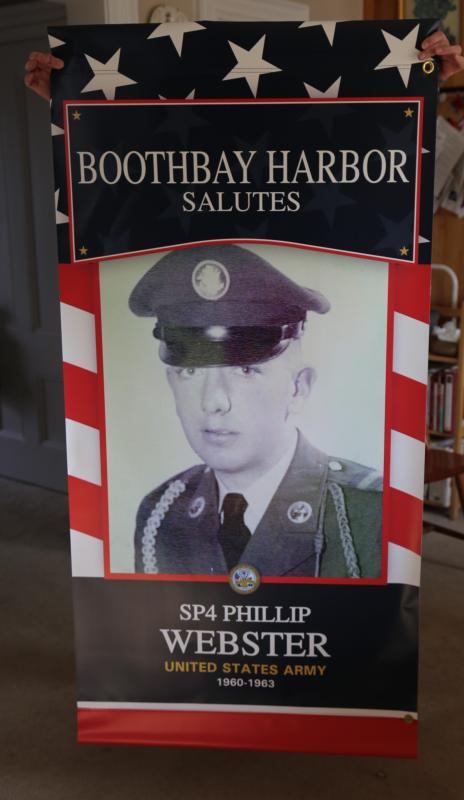 BOOTHBAY HARBOR
SALUTES
SP4 PHILLIP
WEBSTER
UNITED STATES ARMY
1960-1963